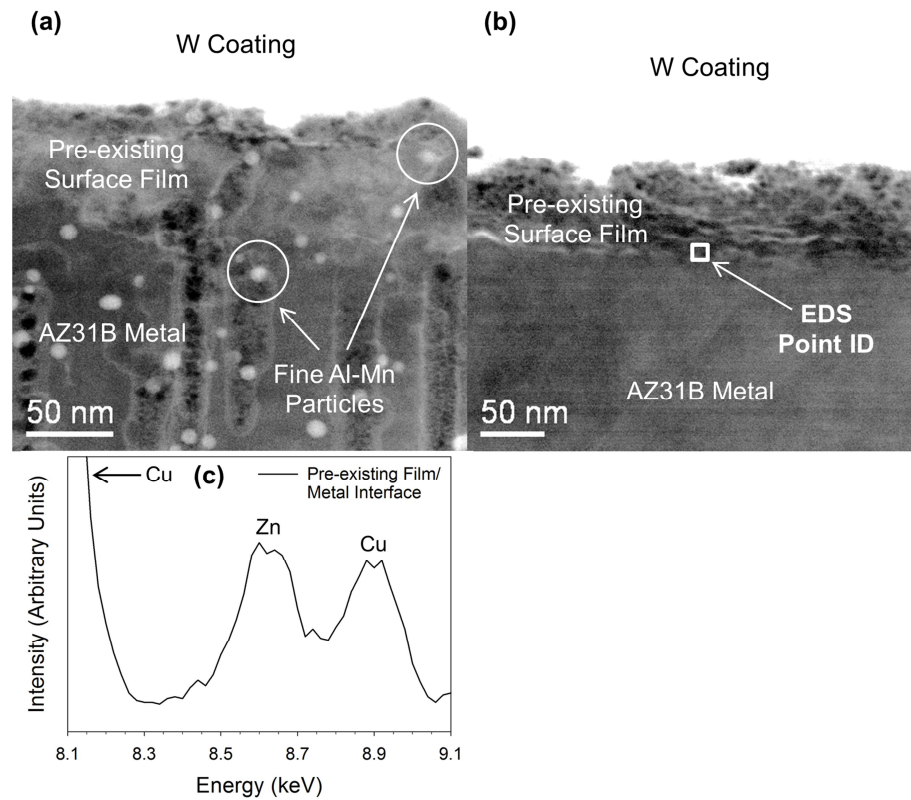 (a)
W Coating
Pre-existing
Surface Film
AZ31B Metal
Fine Al-Mn
Particles
50 nm
(b)
W Coating
Pre-existing
Surface Film
EDS
Point ID
AZ31B Metal
50 nm
(c)
Cu
Pre-existing Film/
Metal Interface
Zn
Cu
Intensity (Arbitrary Units)
8.1 8.3 8.5 8.7 8.9 9.1
Energy (keV)